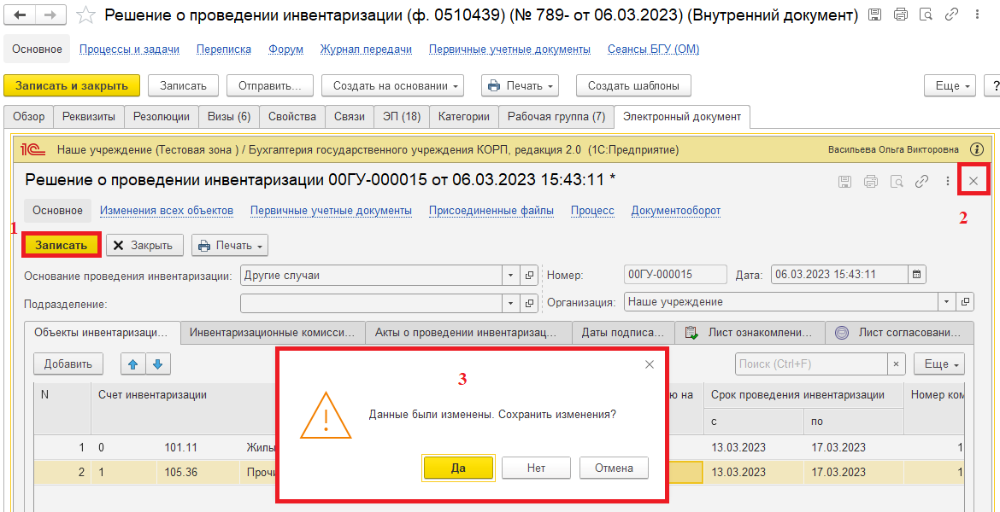 Решение о проведении инвентаризации (ф. 0510439) (№ 789- от 06.03.2023) (Внутренний документ)
Основное Процессы и задачи Переписка Форум Журнал передачи Первичные учетные документы Сеансы БГУ (ОМ)
Записать и закрыть Записать Отправить... Создать на основании Печать Создать шаблоны Еще ?
Обзор Реквизиты Резолюции Визы (6) Свойства Связи ЭП (18) Категории Рабочая группа (7) Электронный документ
1С Наше учреждение (Тестовая зона ) / Бухгалтерия государственного учреждения КОРП, редакция 2.0 (1С:Предприятие) Васильева Ольга Викторовна
Решение о проведении инвентаризации 00ГУ-000015 от 06.03.2023 15:43:11 *
Основное Изменения всех объектов Первичные учетные документы Присоединенные файлы Процесс Документооборот
2
1
Записать Закрыть Печать
Основание проведения инвентаризации: Другие случаи Номер: 00ГУ-000015 Дата: 06.03.2023 15:43:11
Подразделение: Организация: Наше учреждение
Объекты инвентаризаци... Инвентаризационные комисси... Акты о проведении инвентаризац... Даты подписа... Лист ознакомлени... Лист согласовани...
Добавить Поиск (Ctrl+F) × Еще
3
N Счет инвентаризации ю на Срок проведения инвентаризации Номер ком
с по
Данные были изменены. Сохранить изменения?
1 0 101.11 Жилы 13.03.2023 17.03.2023 1
2 1 105.36 Прочи 13.03.2023 17.03.2023 1
Да Нет Отмена